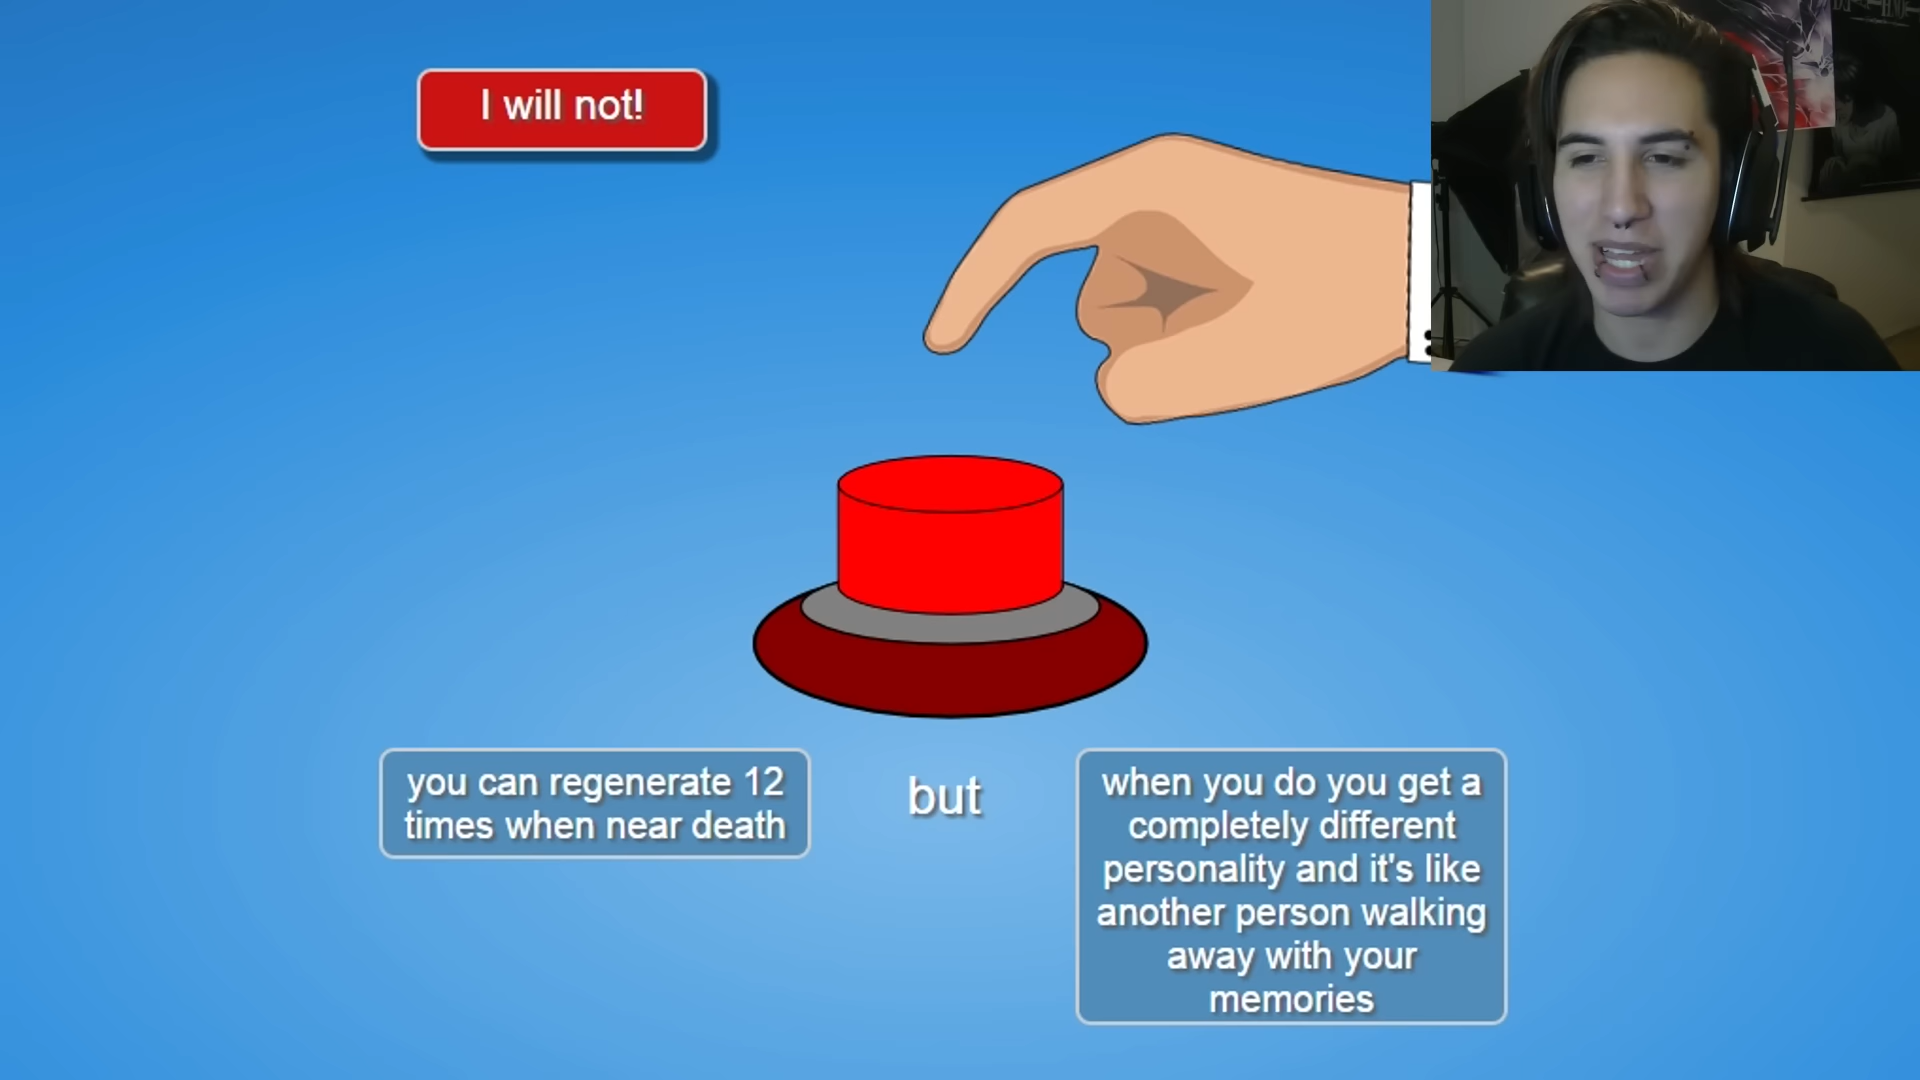 I will not!
you can regenerate 12
times when near death
but
when you do you get a
completely different
personality and it's like
another person walking
away with your
memories